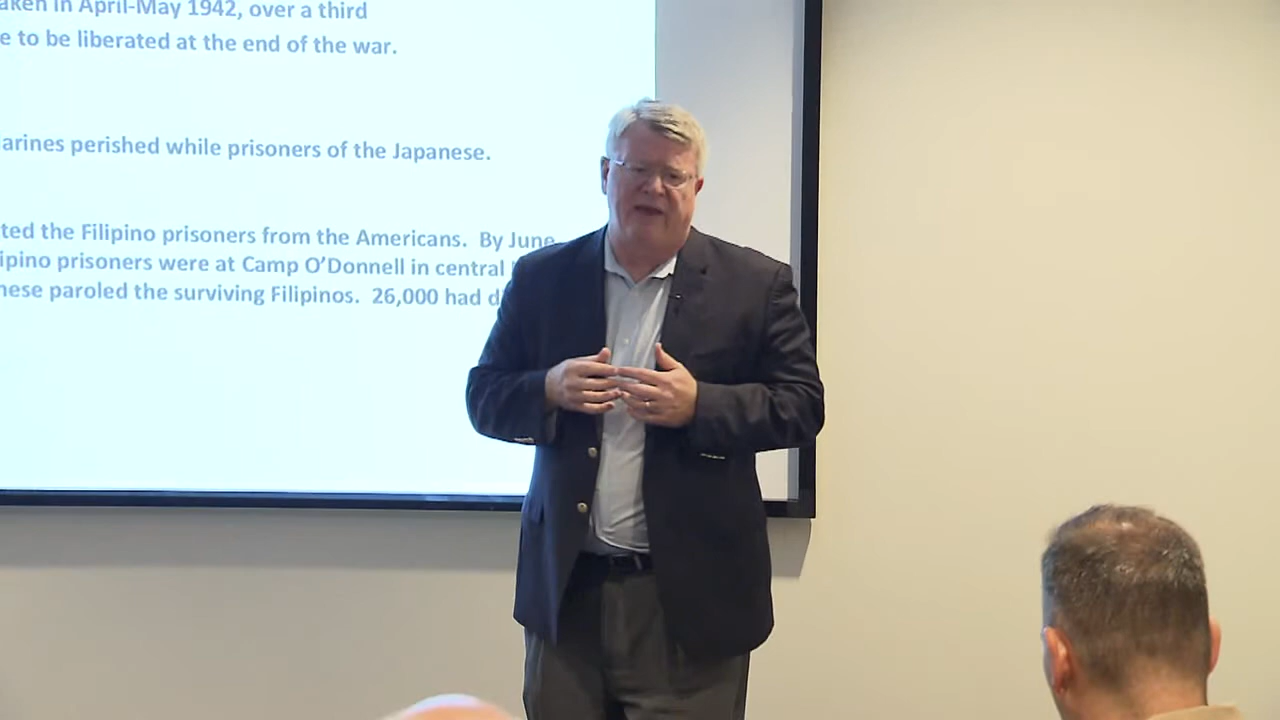 aken in April-May 1942, over a third
e to be liberated at the end of the war.
arines perished while prisoners of the Japanese.
ted the Filipino prisoners from the Americans. By June
ipino prisoners were at Camp O'Donnell in central
nese paroled the surviving Filipinos. 26,000 had d